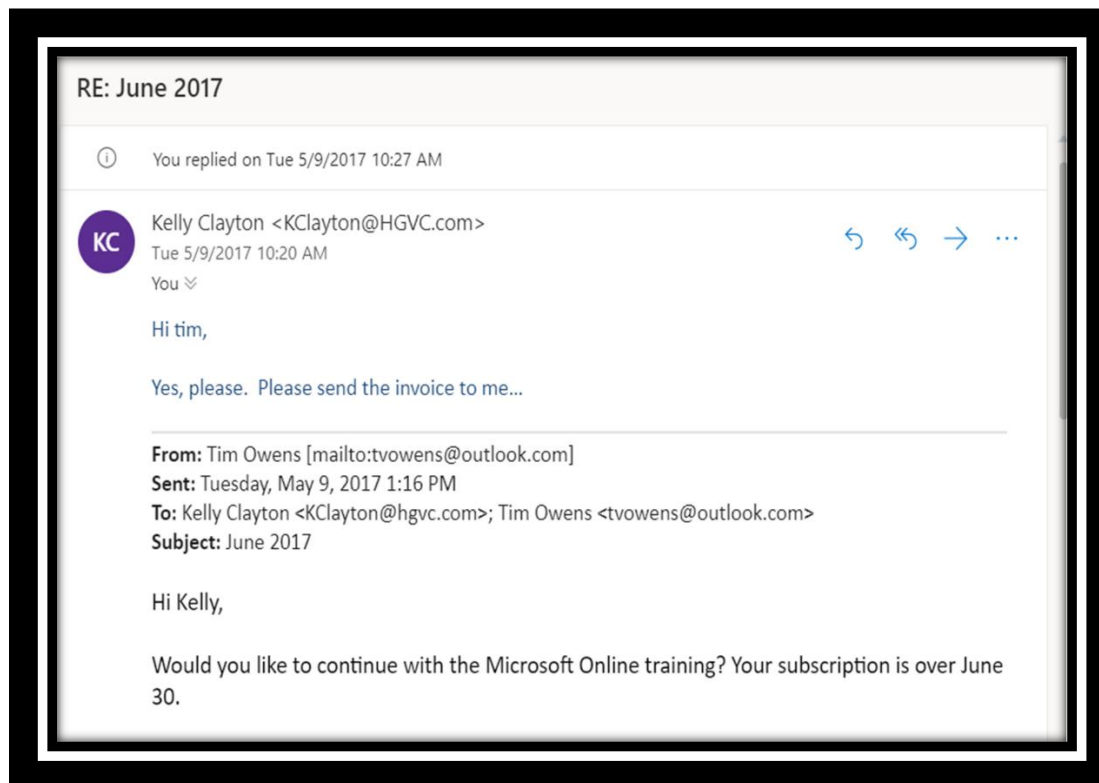 RE: June 2017
You replied on Tue 5/9/2017 10:27 AM
KC
Kelly Clayton <KClayton@HGVC.com>
Tue 5/9/2017 10:20 AM
You
Hi tim,
Yes, please.  Please send the invoice to me...
From: Tim Owens [mailto:tvowens@outlook.com]
Sent: Tuesday, May 9, 2017 1:16 PM
To: Kelly Clayton <KClayton@hgvc.com>; Tim Owens <tvowens@outlook.com>
Subject: June 2017
Hi Kelly,
Would you like to continue with the Microsoft Online training? Your subscription is over June
30.